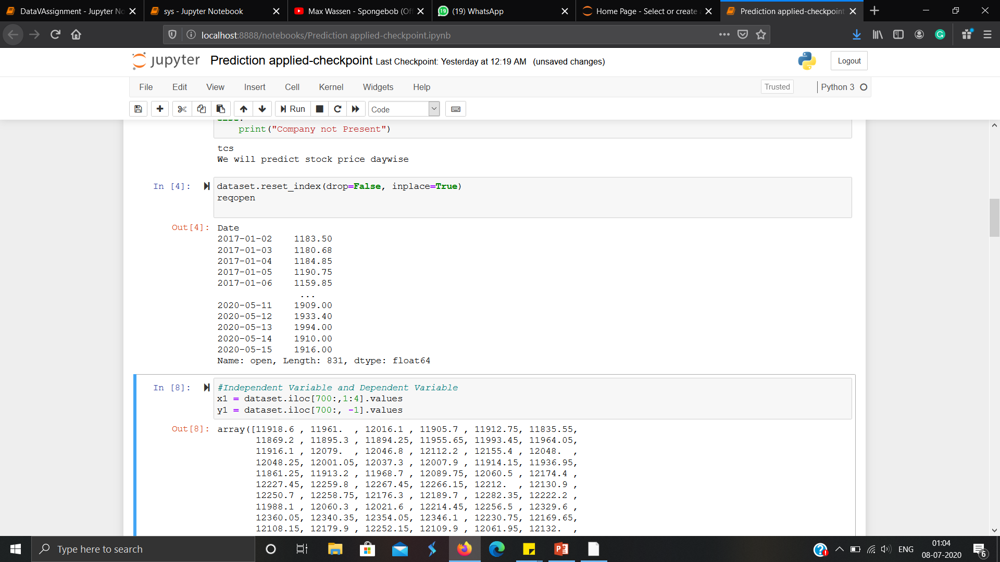 DataVAssignment - Jupyter No
sys - Jupyter Notebook
Max Wassen - Spongebob (Off
19 (19) WhatsApp
Home Page - Select or create a
Prediction applied-checkpoint
localhost:8888/notebooks/Prediction applied-checkpoint.ipynb
jupyter Prediction applied-checkpoint Last Checkpoint: Yesterday at 12:19 AM (unsaved changes)
Logout
File Edit View Insert Cell Kernel Widgets Help
Trusted
Python 3
Run
Code
else:
print("Company not Present")
tcs
We will predict stock price daywise
In [4]: dataset.reset_index(drop=False, inplace=True)
reqopen
Out[4]: Date
2017-01-02 1183.50
2017-01-03 1180.68
2017-01-04 1184.85
2017-01-05 1190.75
2017-01-06 1159.85
...
2020-05-11 1909.00
2020-05-12 1933.40
2020-05-13 1994.00
2020-05-14 1910.00
2020-05-15 1916.00
Name: open, Length: 831, dtype: float64
In [8]: #Independent Variable and Dependent Variable
x1 = dataset.iloc[700:,1:4].values
y1 = dataset.iloc[700:, -1].values
Out[8]: array([11918.6 , 11961. , 12016.1 , 11905.7 , 11912.75, 11835.55,
11869.2 , 11895.3 , 11894.25, 11955.65, 11993.45, 11964.05,
11916.1 , 12079. , 12046.8 , 12112.2 , 12155.4 , 12048. ,
12048.25, 12001.05, 12037.3 , 12007.9 , 11914.15, 11936.95,
11861.25, 11913.2 , 11968.7 , 12089.75, 12060.5 , 12174.4 ,
12227.45, 12259.8 , 12267.45, 12266.15, 12212. , 12130.9 ,
12250.7 , 12258.75, 12176.3 , 12189.7 , 12282.35, 12222.2 ,
11988.1 , 12060.3 , 12021.6 , 12214.45, 12256.5 , 12329.6 ,
12360.05, 12340.35, 12354.05, 12346.1 , 12230.75, 12169.65,
12108.15, 12179.9 , 12252.15, 12109.9 , 12061.95, 12132. ,
Type here to search
ENG
01:04
08-07-2020
6